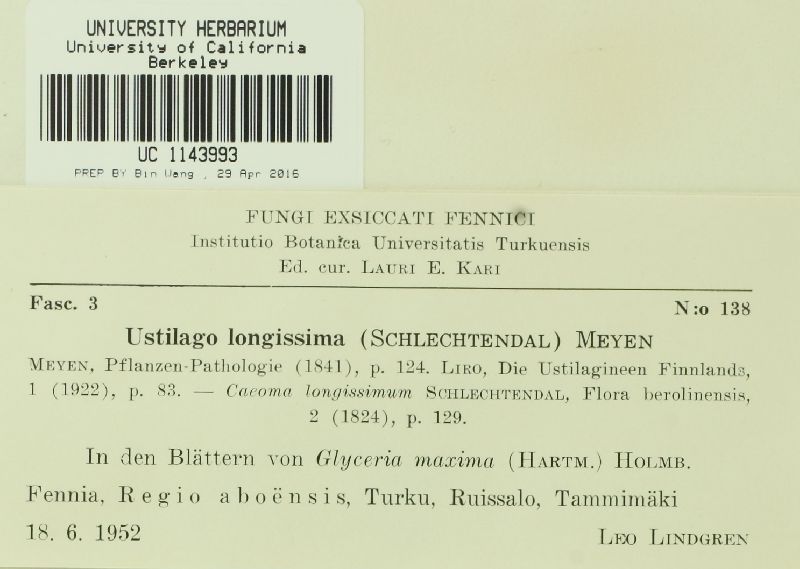 UNIVERSITY HERBARIUM
University of California
Berkeley
UC 1143993
PREP BY Bin Wang , 29 Apr 2016
FUNGI EXSICCATI FENNICI
Institutio Botanica Universitatis Turkuensis
Ed. cur. LAURI E. KARI
Fasc. 3 N:o 138
Ustilago longissima (SCHLECHTENDAL) MEYEN
MEYEN, Pflanzen-Pathologie (1841), p. 124. LIRO, Die Ustilagineen Finnlands,
1 (1922), p. 83. — Caeoma longissimum SCHLECHTENDAL, Flora berolinensis,
2 (1824), p. 129.
In den Blättern von Glyceria maxima (HARTM.) HOLMB.
Fennia, Regio aboënsis, Turku, Ruissalo, Tammimäki
18. 6. 1952 LEO LINDGREN